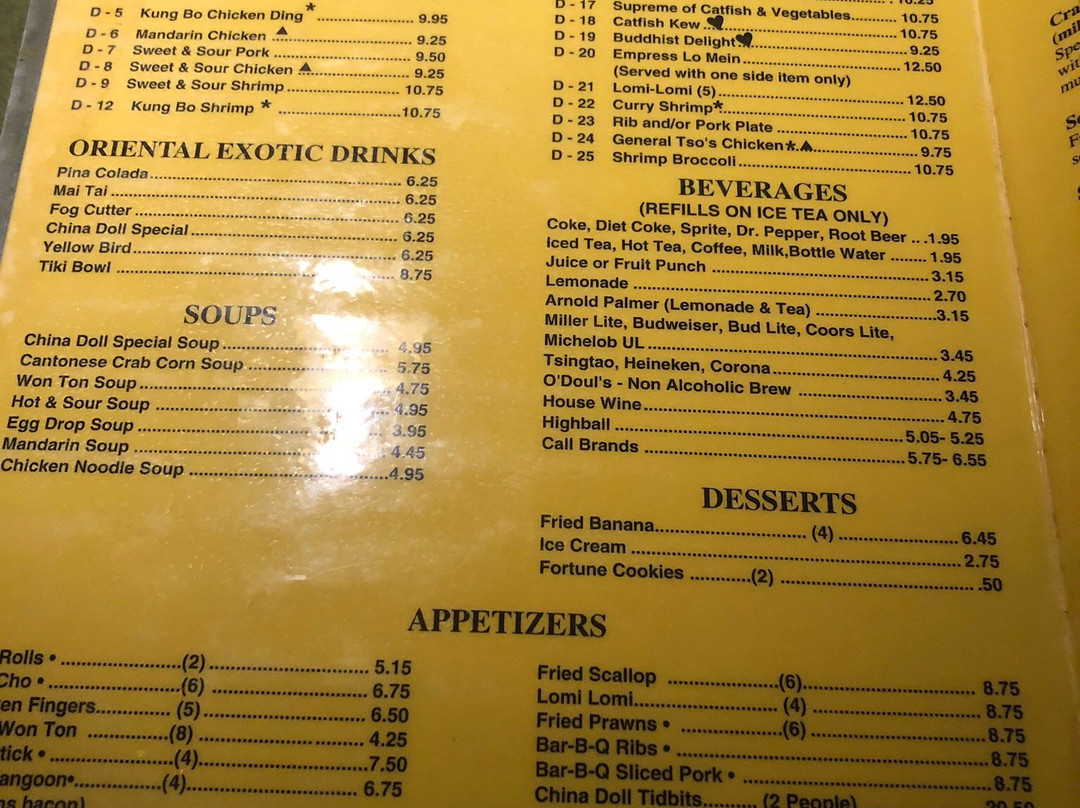 D - 5 Kung Bo Chicken Ding * 9.95
D - 6 Mandarin Chicken ▲ 9.25
D - 7 Sweet & Sour Pork 9.50
D - 8 Sweet & Sour Chicken ▲ 9.25
D - 9 Sweet & Sour Shrimp 10.75
D - 12 Kung Bo Shrimp * 10.75
ORIENTAL EXOTIC DRINKS
Pina Colada 6.25
Mai Tai 6.25
Fog Cutter 6.25
China Doll Special 6.25
Yellow Bird 6.25
Tiki Bowl 8.75
SOUPS
China Doll Special Soup 4.95
Cantonese Crab Corn Soup 5.75
Won Ton Soup 4.75
Hot & Sour Soup 4.95
Egg Drop Soup 3.95
Mandarin Soup 4.45
Chicken Noodle Soup 4.95
D - 17 Supreme of Catfish & Vegetables 10.75
D - 18 Catfish Kew ♥ 10.75
D - 19 Buddhist Delight ♥ 9.25
D - 20 Empress Lo Mein 12.50
(Served with one side item only)
D - 21 Lomi-Lomi (5) 12.50
D - 22 Curry Shrimp* 10.75
D - 23 Rib and/or Pork Plate 10.75
D - 24 General Tso's Chicken*▲ 9.75
D - 25 Shrimp Broccoli 10.75
BEVERAGES
(REFILLS ON ICE TEA ONLY)
Coke, Diet Coke, Sprite, Dr. Pepper, Root Beer 1.95
Iced Tea, Hot Tea, Coffee, Milk,Bottle Water 1.95
Juice or Fruit Punch 3.15
Lemonade 2.70
Arnold Palmer (Lemonade & Tea) 3.15
Miller Lite, Budweiser, Bud Lite, Coors Lite,
Michelob UL 3.45
Tsingtao, Heineken, Corona 4.25
O'Doul's - Non Alcoholic Brew 3.45
House Wine 4.75
Highball 5.05- 5.25
Call Brands 5.75- 6.55
DESSERTS
Fried Banana (4) 6.45
Ice Cream 2.75
Fortune Cookies (2) .50
APPETIZERS
Rolls • (2) 5.15
Cho • (6) 6.75
en Fingers (5) 6.50
Won Ton (8) 4.25
tick • (4) 7.50
angoon• (4) 6.75
ns bacon)
Fried Scallop (6) 8.75
Lomi Lomi (4) 8.75
Fried Prawns • (6) 8.75
Bar-B-Q Ribs • 8.75
Bar-B-Q Sliced Pork • 8.75
China Doll Tidbits (2 People)